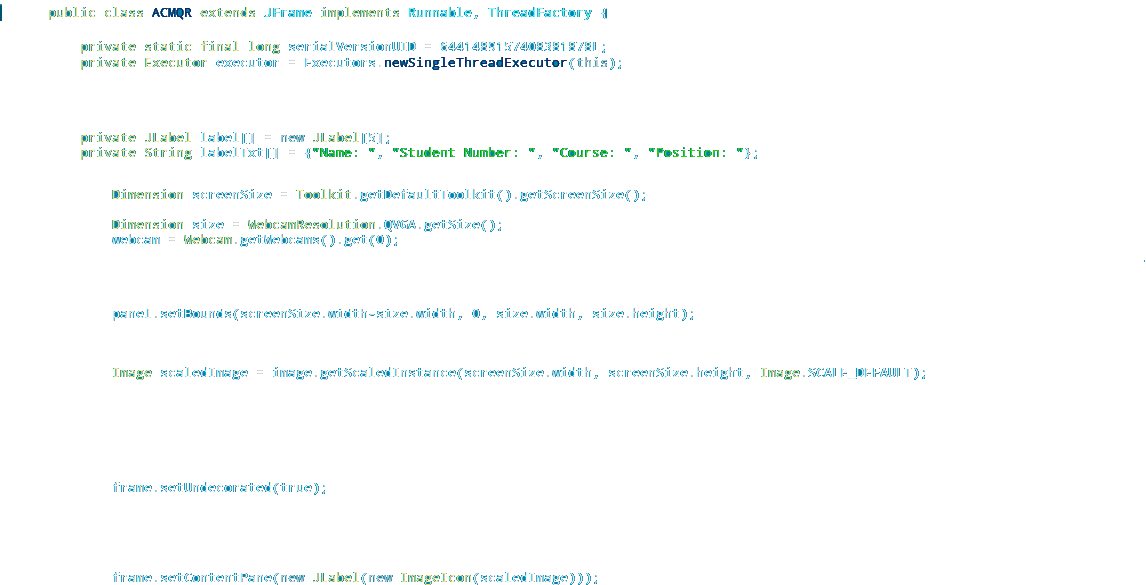 public class ACMQR extends JFrame implements Runnable, ThreadFactory {
private static final long serialVersionUID = 6441489157408381878L;
private Executor executor = Executors.newSingleThreadExecutor(this);
private JLabel label[] = new JLabel[5];
private String labelTxt[] = {"Name: ", "Student Number: ", "Course: ", "Position: "};
Dimension screenSize = Toolkit.getDefaultToolkit().getScreenSize();
Dimension size = WebcamResolution.QVGA.getSize();
webcam = Webcam.getWebcams().get(0);
panel.setBounds(screenSize.width-size.width, 0, size.width, size.height);
Image scaledImage = image.getScaledInstance(screenSize.width, screenSize.height, Image.SCALE_DEFAULT);
frame.setUndecorated(true);
frame.setContentPane(new JLabel(new ImageIcon(scaledImage)));